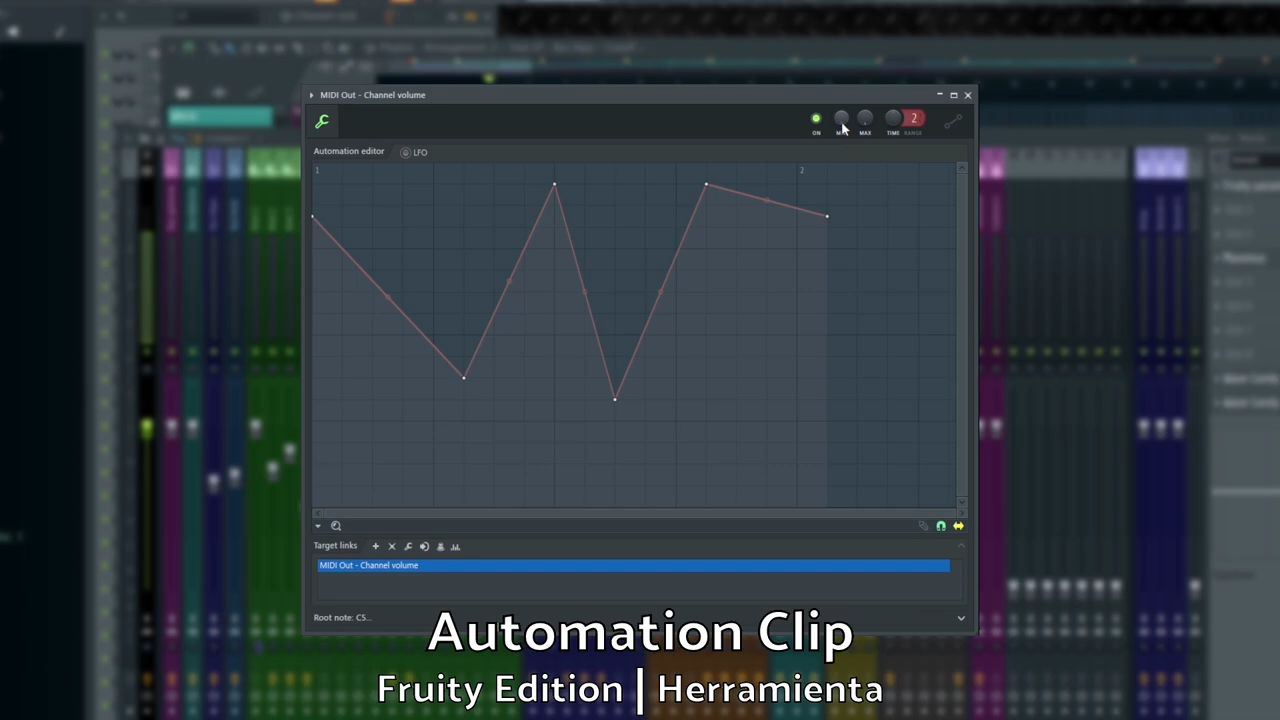 MIDI Out - Channel volume
2
ON MAX TIME RANGE
Automation editor LFO
1 2
Target links
MIDI Out - Channel volume
Root note: C5...
Automation Clip
Fruity Edition | Herramienta